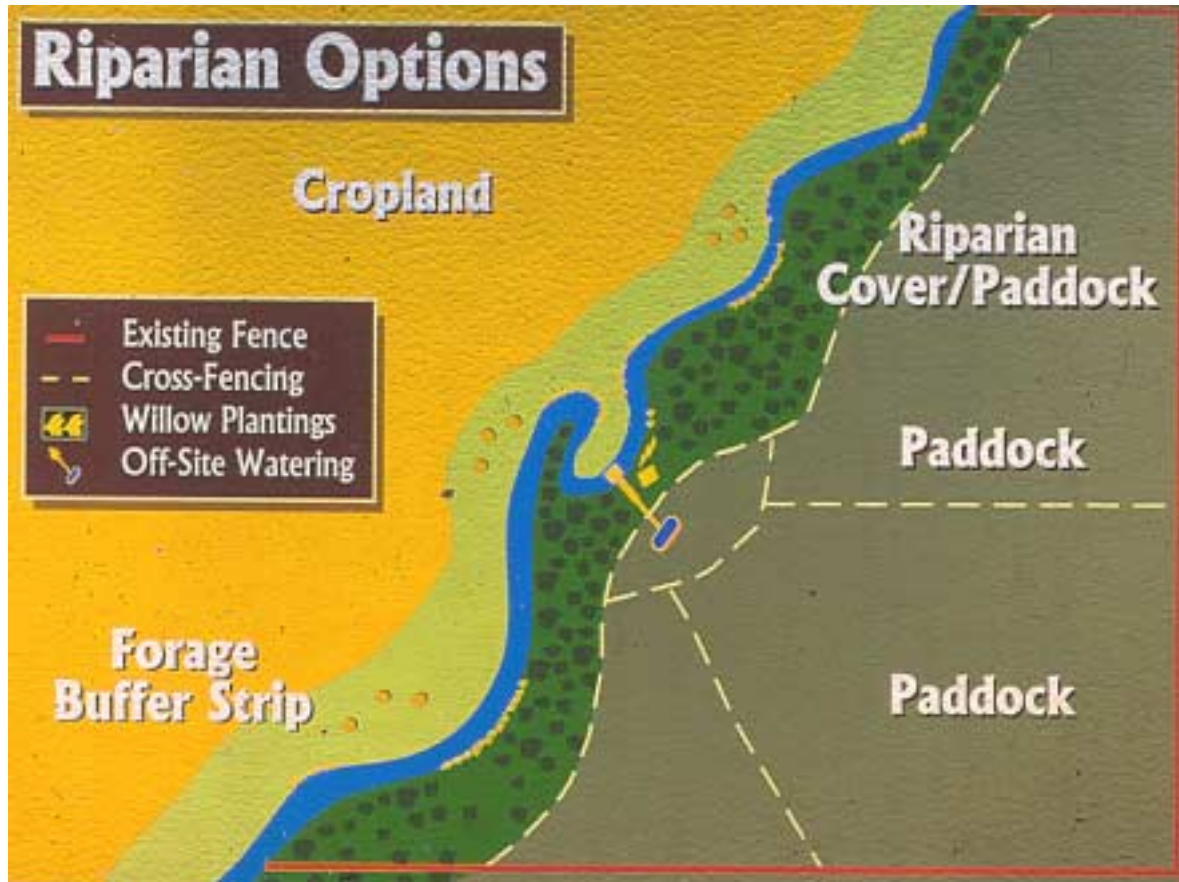 Riparian Options
Cropland
Riparian
Cover/Paddock
Existing Fence
Cross-Fencing
Willow Plantings
Off-Site Watering
Paddock
Forage
Buffer Strip
Paddock